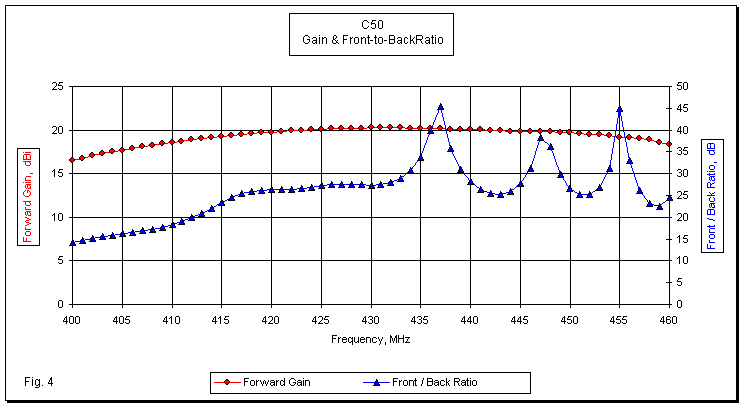 C50
Gain & Front-to-BackRatio
25
20
15
10
5
0
50
45
40
35
30
25
20
15
10
5
0
Forward Gain, dBi
Front / Back Ratio, dB
400 405 410 415 420 425 430 435 440 445 450 455 460
Frequency, MHz
Fig. 4
Forward Gain
Front / Back Ratio